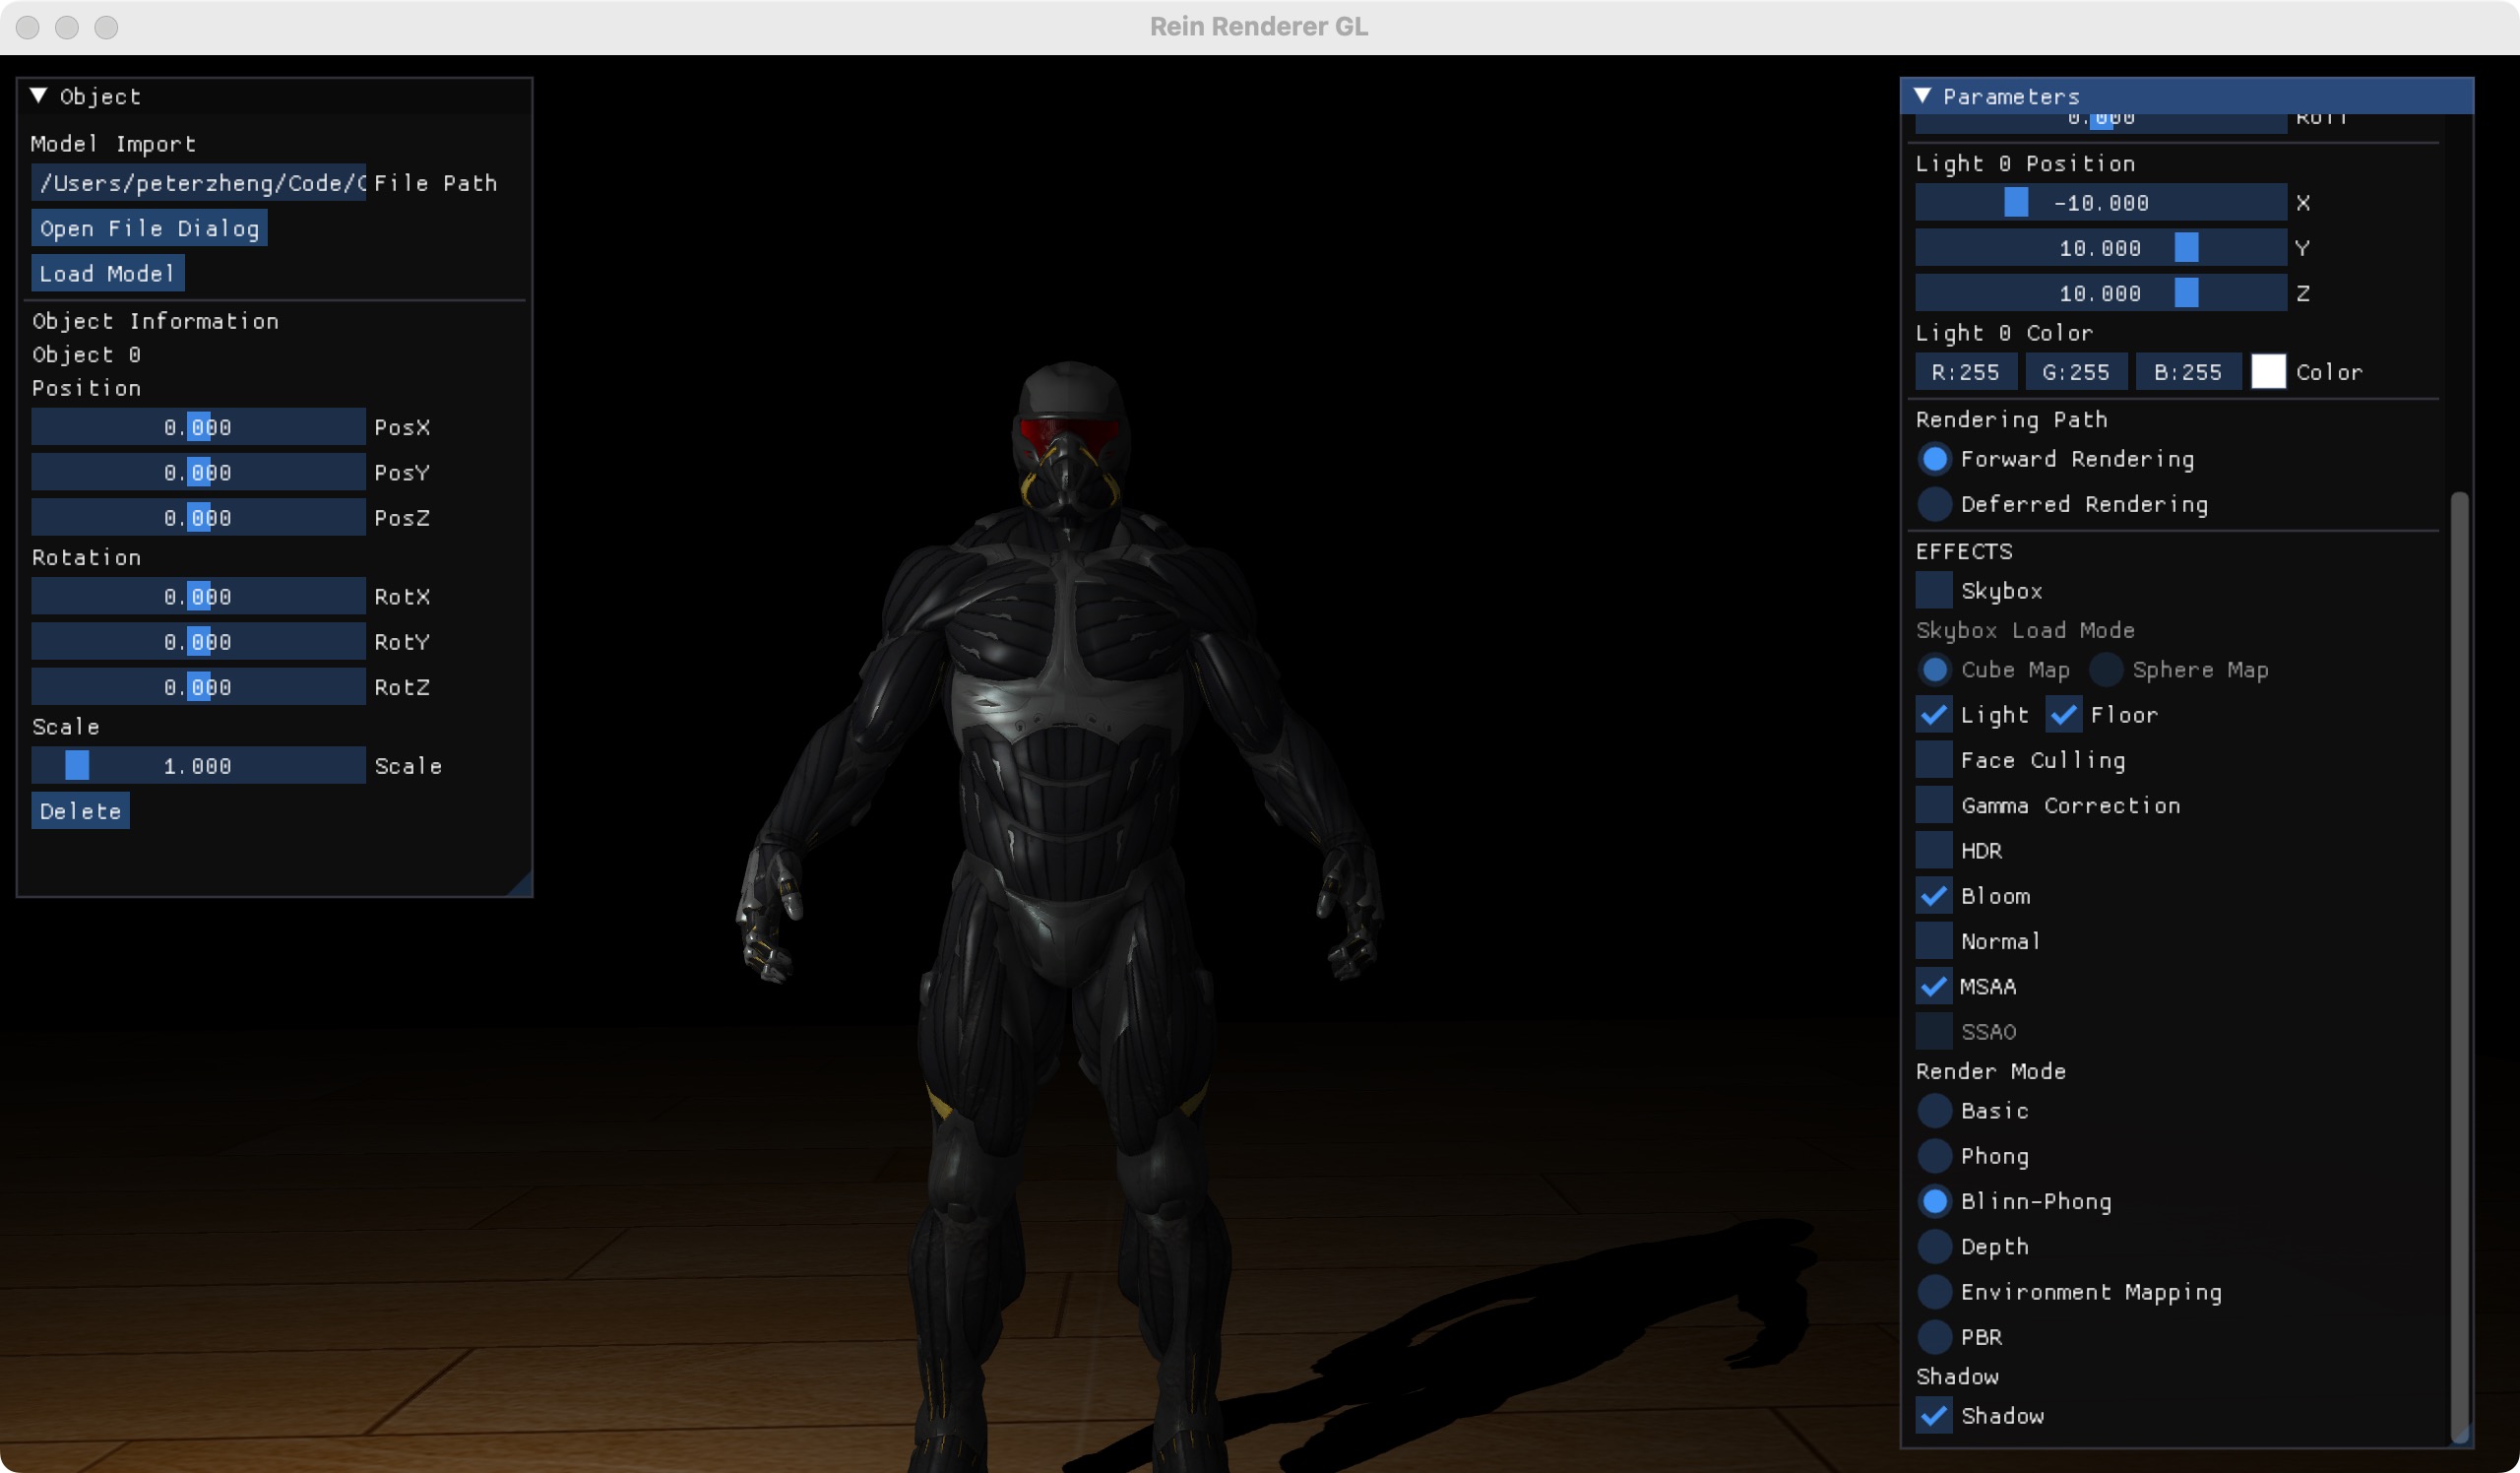 Rein Renderer GL
Object
Model Import
/Users/peterzheng/Code/ File Path
Open File Dialog
Load Model
Object Information
Object 0
Position
0.000 PosX
0.000 PosY
0.000 PosZ
Rotation
0.000 RotX
0.000 RotY
0.000 RotZ
Scale
1.000 Scale
Delete
Parameters
0.000 Roll
Light 0 Position
-10.000 X
10.000 Y
10.000 Z
Light 0 Color
R:255 G:255 B:255 Color
Rendering Path
Forward Rendering
Deferred Rendering
EFFECTS
Skybox
Skybox Load Mode
Cube Map Sphere Map
Light Floor
Face Culling
Gamma Correction
HDR
Bloom
Normal
MSAA
SSAO
Render Mode
Basic
Phong
Blinn-Phong
Depth
Environment Mapping
PBR
Shadow
Shadow